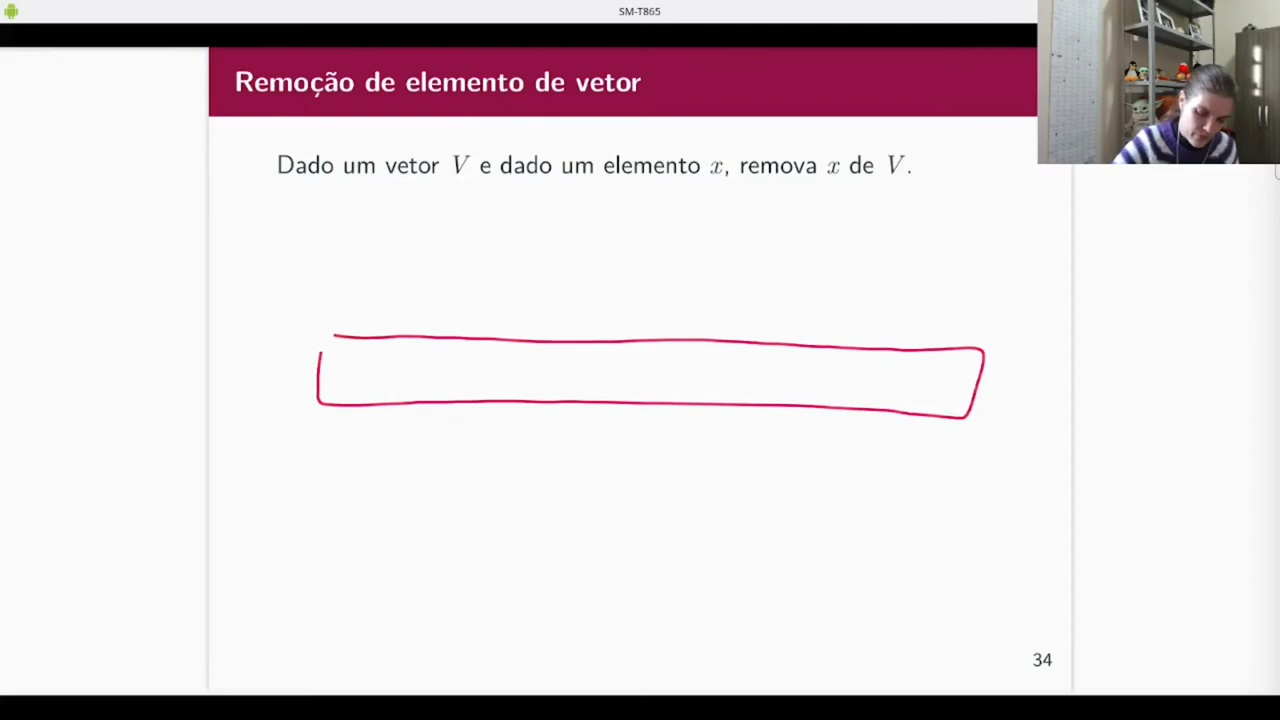 SM-T865
Remoção de elemento de vetor
Dado um vetor V e dado um elemento x, remova x de V.
34